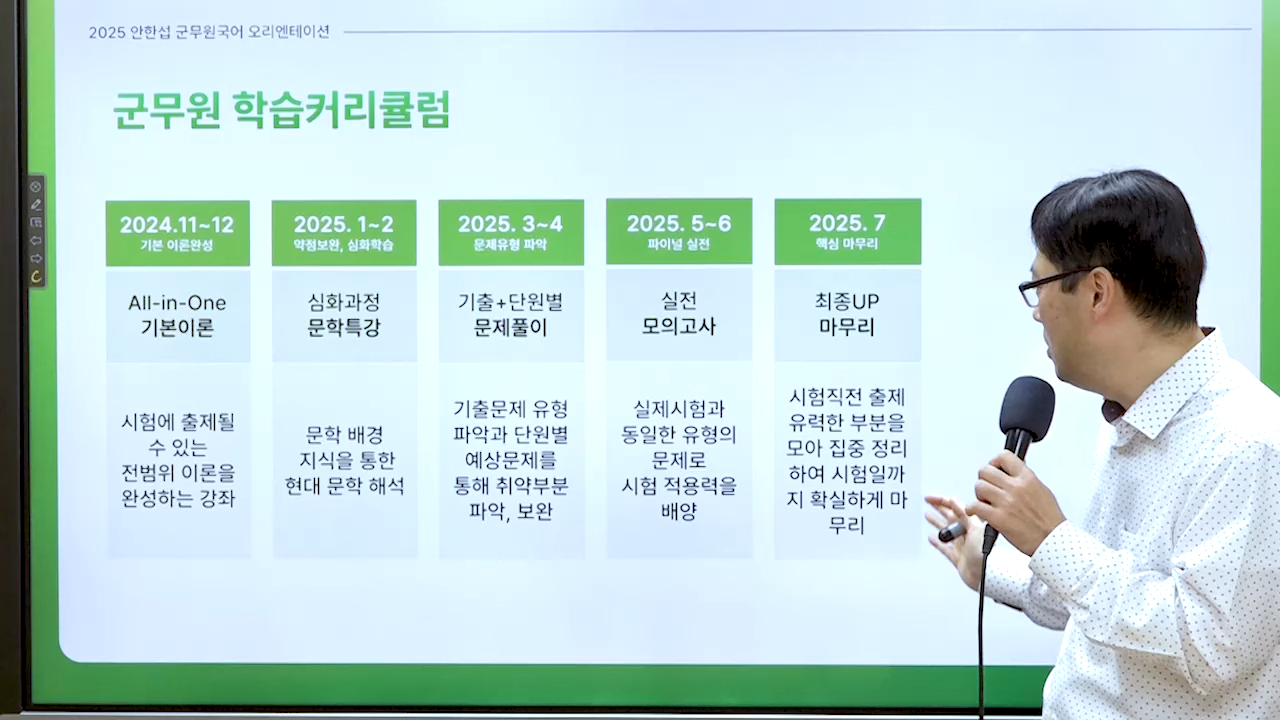 2025 안한섭 군무원국어 오리엔테이션
군무원 학습커리큘럼
2024.11~12
기본 이론완성
All-in-One
기본이론
시험에 출제될
수 있는
전범위 이론을
완성하는 강좌
2025. 1~2
약점보완, 심화학습
심화과정
문학특강
문학 배경
지식을 통한
현대 문학 해석
2025. 3~4
문제유형 파악
기출+단원별
문제풀이
기출문제 유형
파악과 단원별
예상문제를
통해 취약부분
파악, 보완
2025. 5~6
파이널 실전
실전
모의고사
실제시험과
동일한 유형의
문제로
시험 적용력을
배양
2025. 7
핵심 마무리
최종UP
마무리
시험직전 출제
유력한 부분을
모아 집중 정리
하여 시험일까
지 확실하게 마
무리